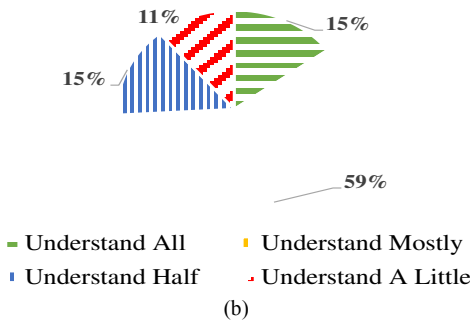 11% 15%
15%
59%
Understand All Understand Mostly
Understand Half Understand A Little
(b)